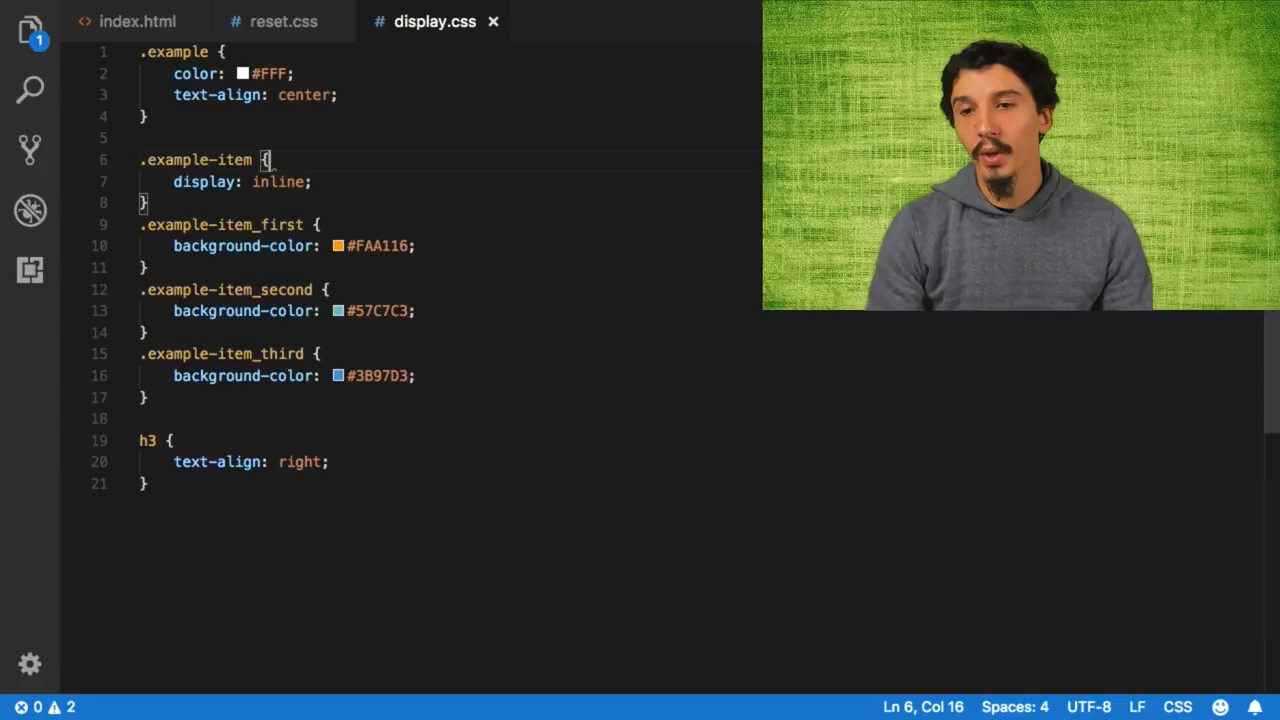 index.html
# reset.css
# display.css
1
1 .example {
2 color: #FFF;
3 text-align: center;
4 }
5
6 .example-item {
7 display: inline;
8 }
9 .example-item_first {
10 background-color: #FAA116;
11 }
12 .example-item_second {
13 background-color: #57C7C3;
14 }
15 .example-item_third {
16 background-color: #3B97D3;
17 }
18
19 h3 {
20 text-align: right;
21 }
0 2 Ln 6, Col 16 Spaces: 4 UTF-8 LF CSS